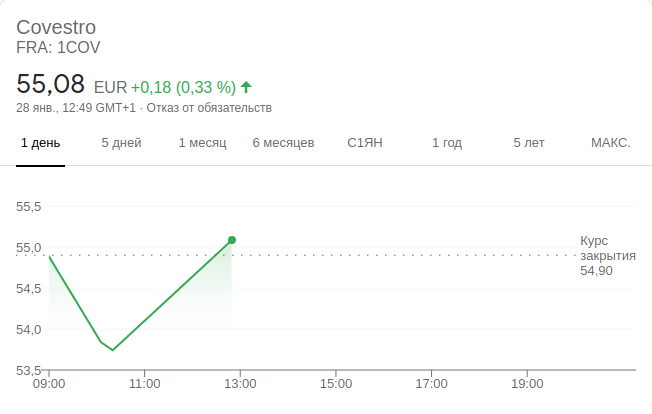 Covestro
FRA: 1COV
55,08 EUR +0,18 (0,33 %)
28 янв., 12:49 GMT+1 · Отказ от обязательств
1 день 5 дней 1 месяц 6 месяцев С1ЯН 1 год 5 лет МАКС.
55,5
55,0
54,5
54,0
53,5
Курс
закрытия
54,90
09:00 11:00 13:00 15:00 17:00 19:00